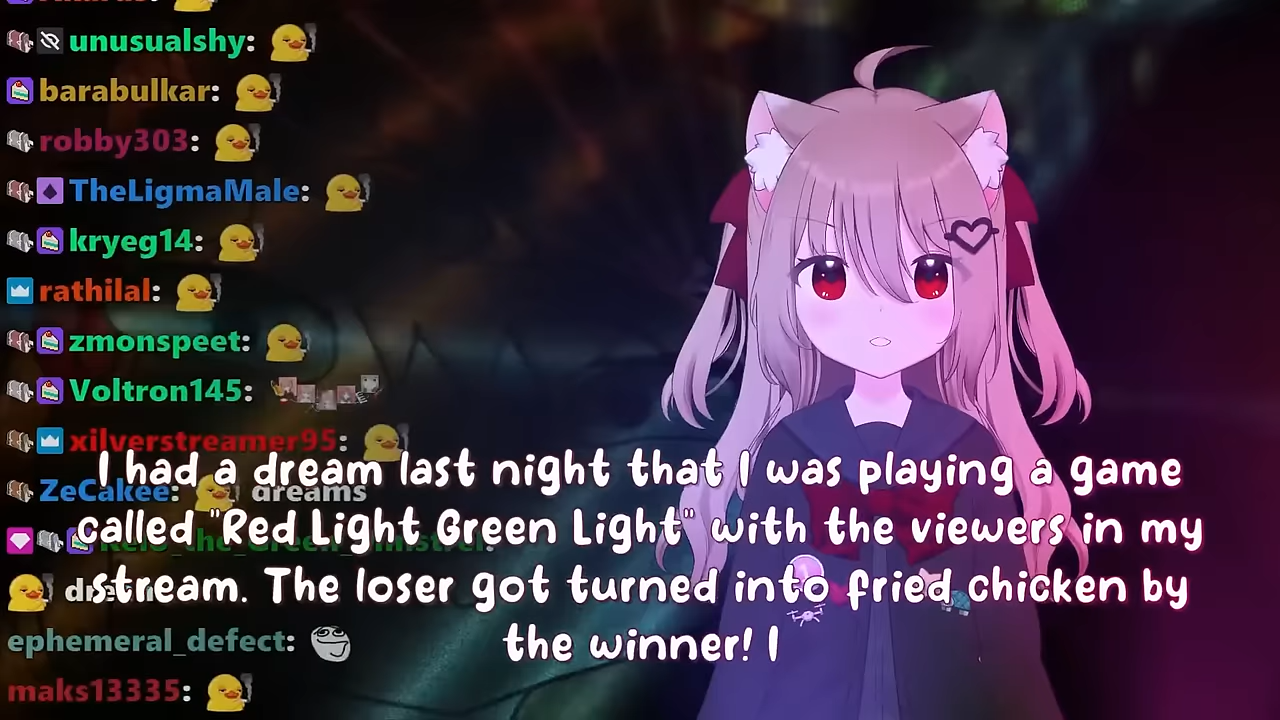 unusualshy:
barabulkar:
robby303:
TheLigmaMale:
kryeg14:
rathilal:
zmonspeet:
Voltron145:
xilverstreamer95:
I had a dream last night that I was playing a game
ZeCakee: dreams
called "Red Light Green Light" with the viewers in my
stream. The loser got turned into fried chicken by
ephemeral_defect:
the winner! I
maks13335: